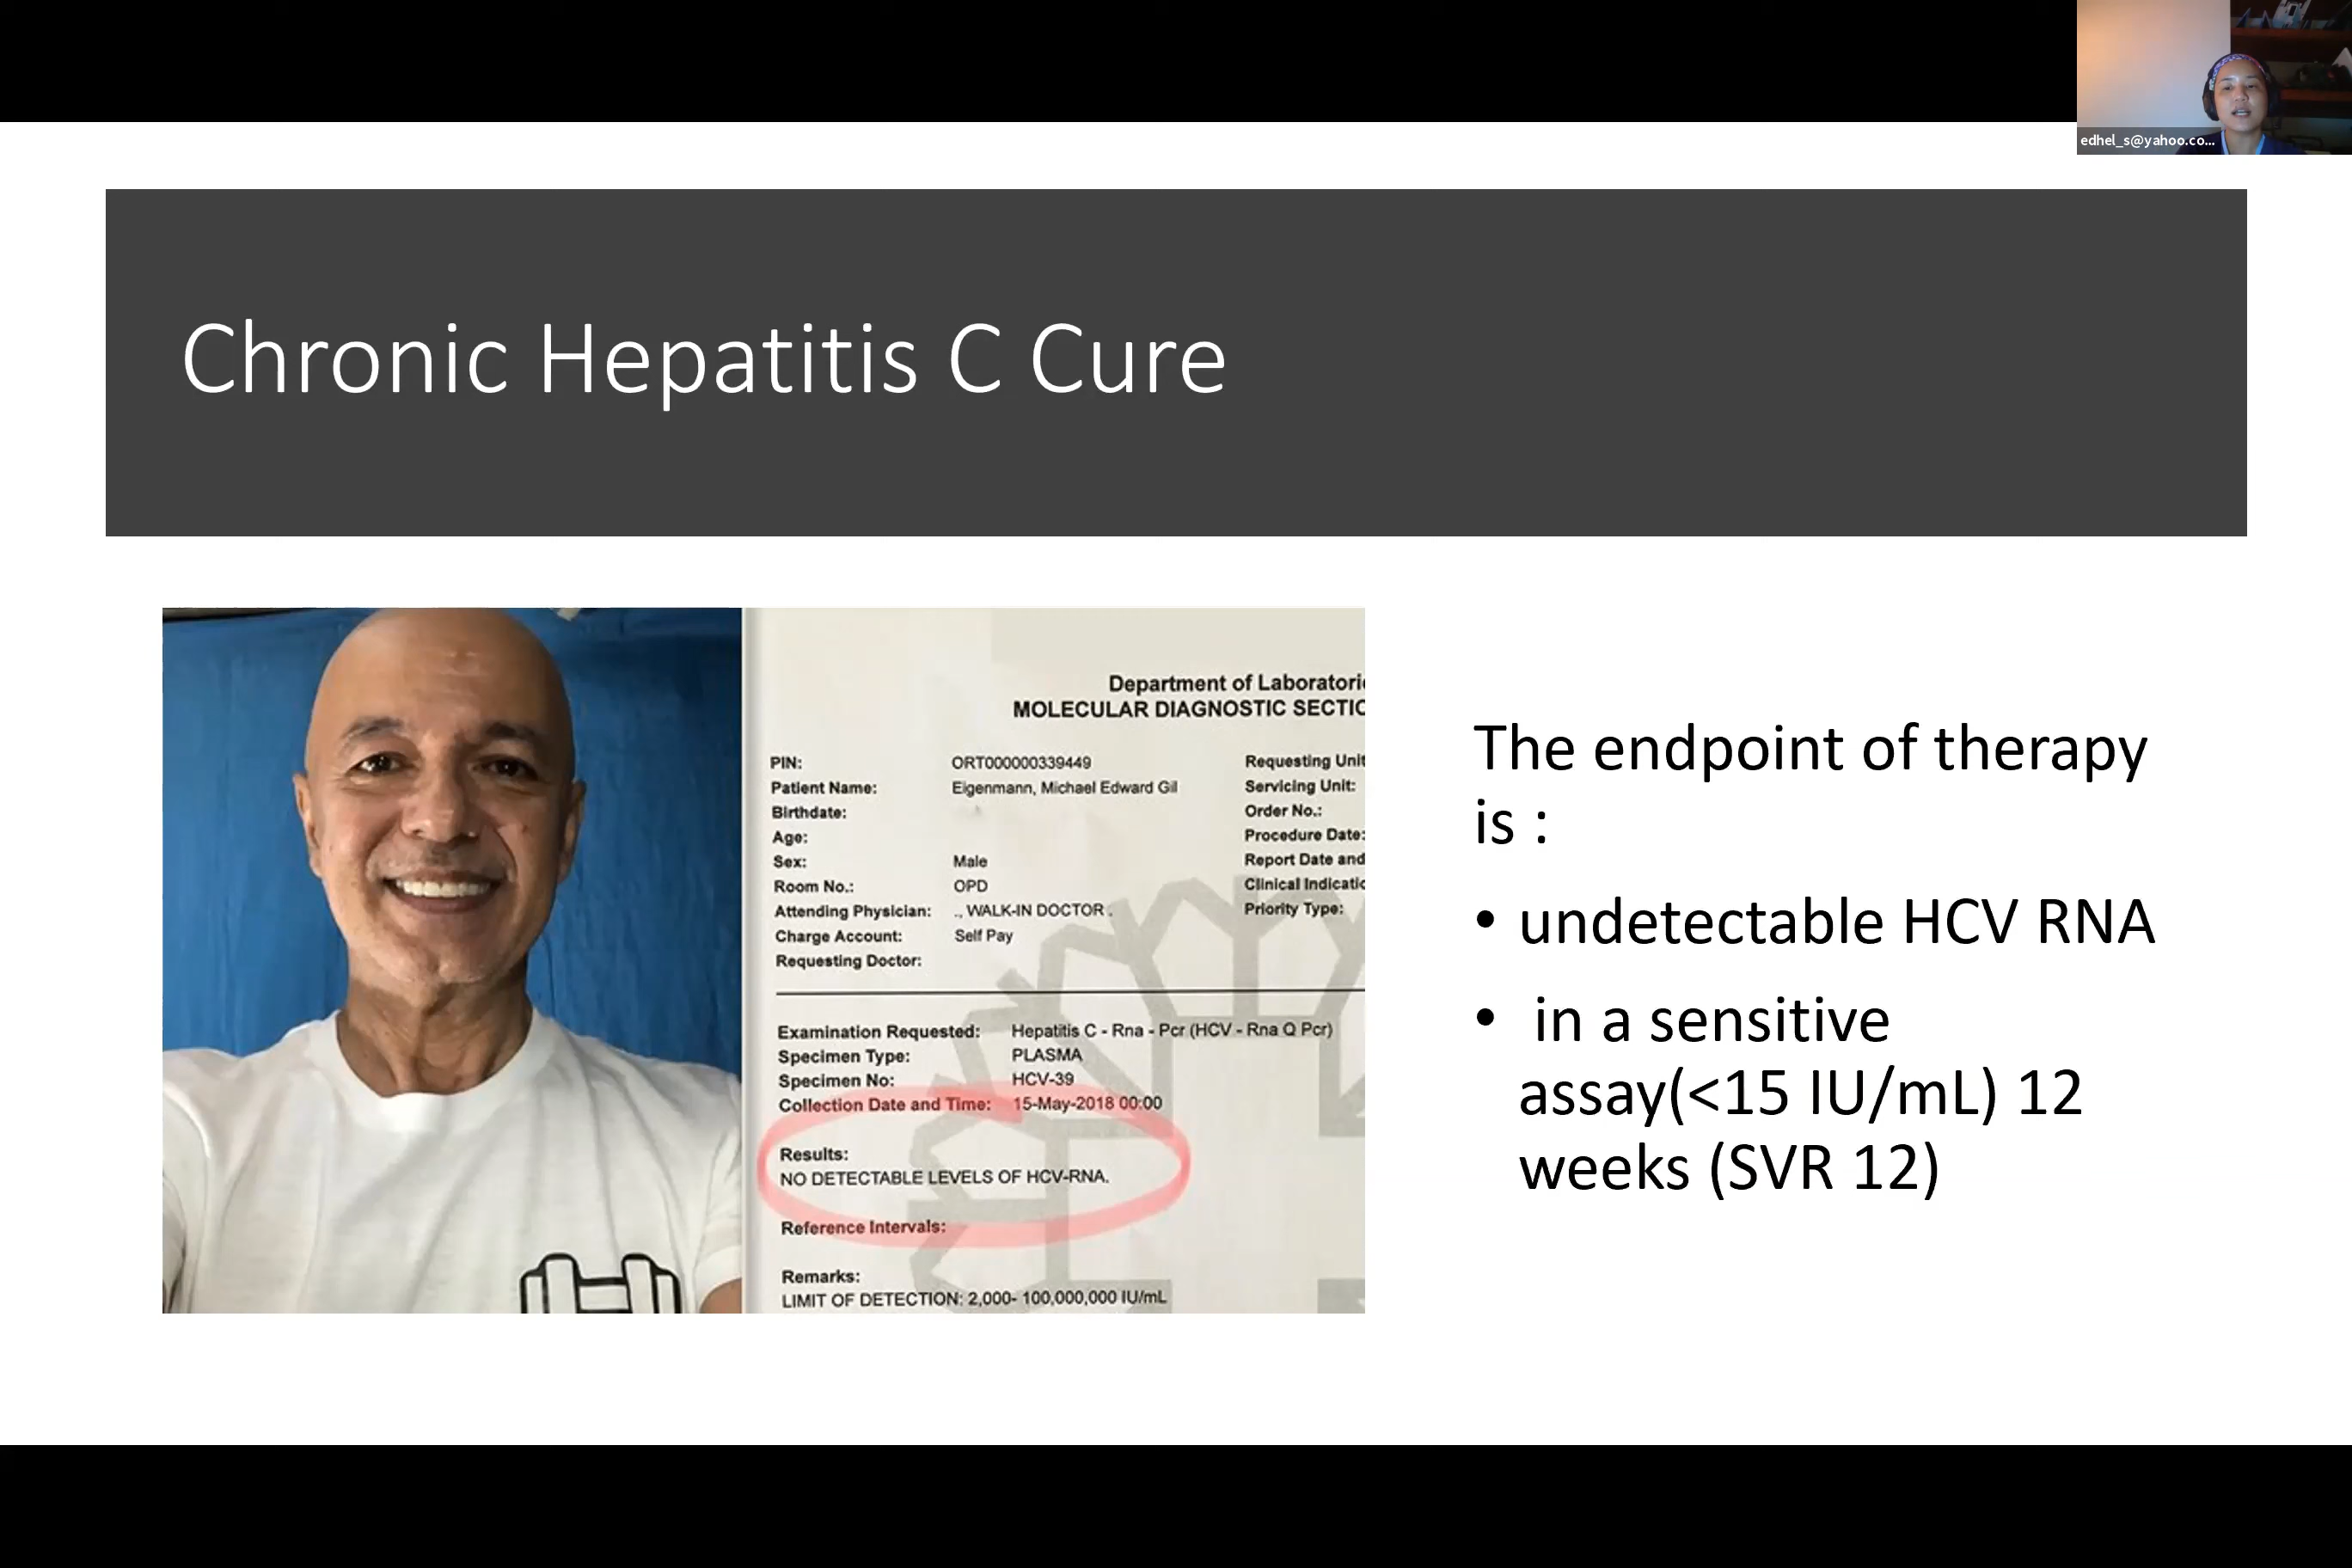 edhel_s@yahoo.co...
Chronic Hepatitis C Cure
Department of Laboratori
MOLECULAR DIAGNOSTIC SECTIO
PIN: ORT000000339449 Requesting Unit
Patient Name: Eigenmann, Michael Edward Gil Servicing Unit:
Birthdate: Order No.:
Age: Procedure Date:
Sex: Male Report Date and
Room No.: OPD Clinical Indicatic
Attending Physician: ., WALK-IN DOCTOR . Priority Type:
Charge Account: Self Pay
Requesting Doctor:
Examination Requested: Hepatitis C - Rna - Pcr (HCV - Rna Q Pcr)
Specimen Type: PLASMA
Specimen No: HCV-39
Collection Date and Time: 15-May-2018 00:00
Results:
NO DETECTABLE LEVELS OF HCV-RNA.
Reference Intervals:
Remarks:
LIMIT OF DETECTION: 2,000- 100,000,000 IU/mL
The endpoint of therapy
is :
• undetectable HCV RNA
• in a sensitive
assay(<15 IU/mL) 12
weeks (SVR 12)